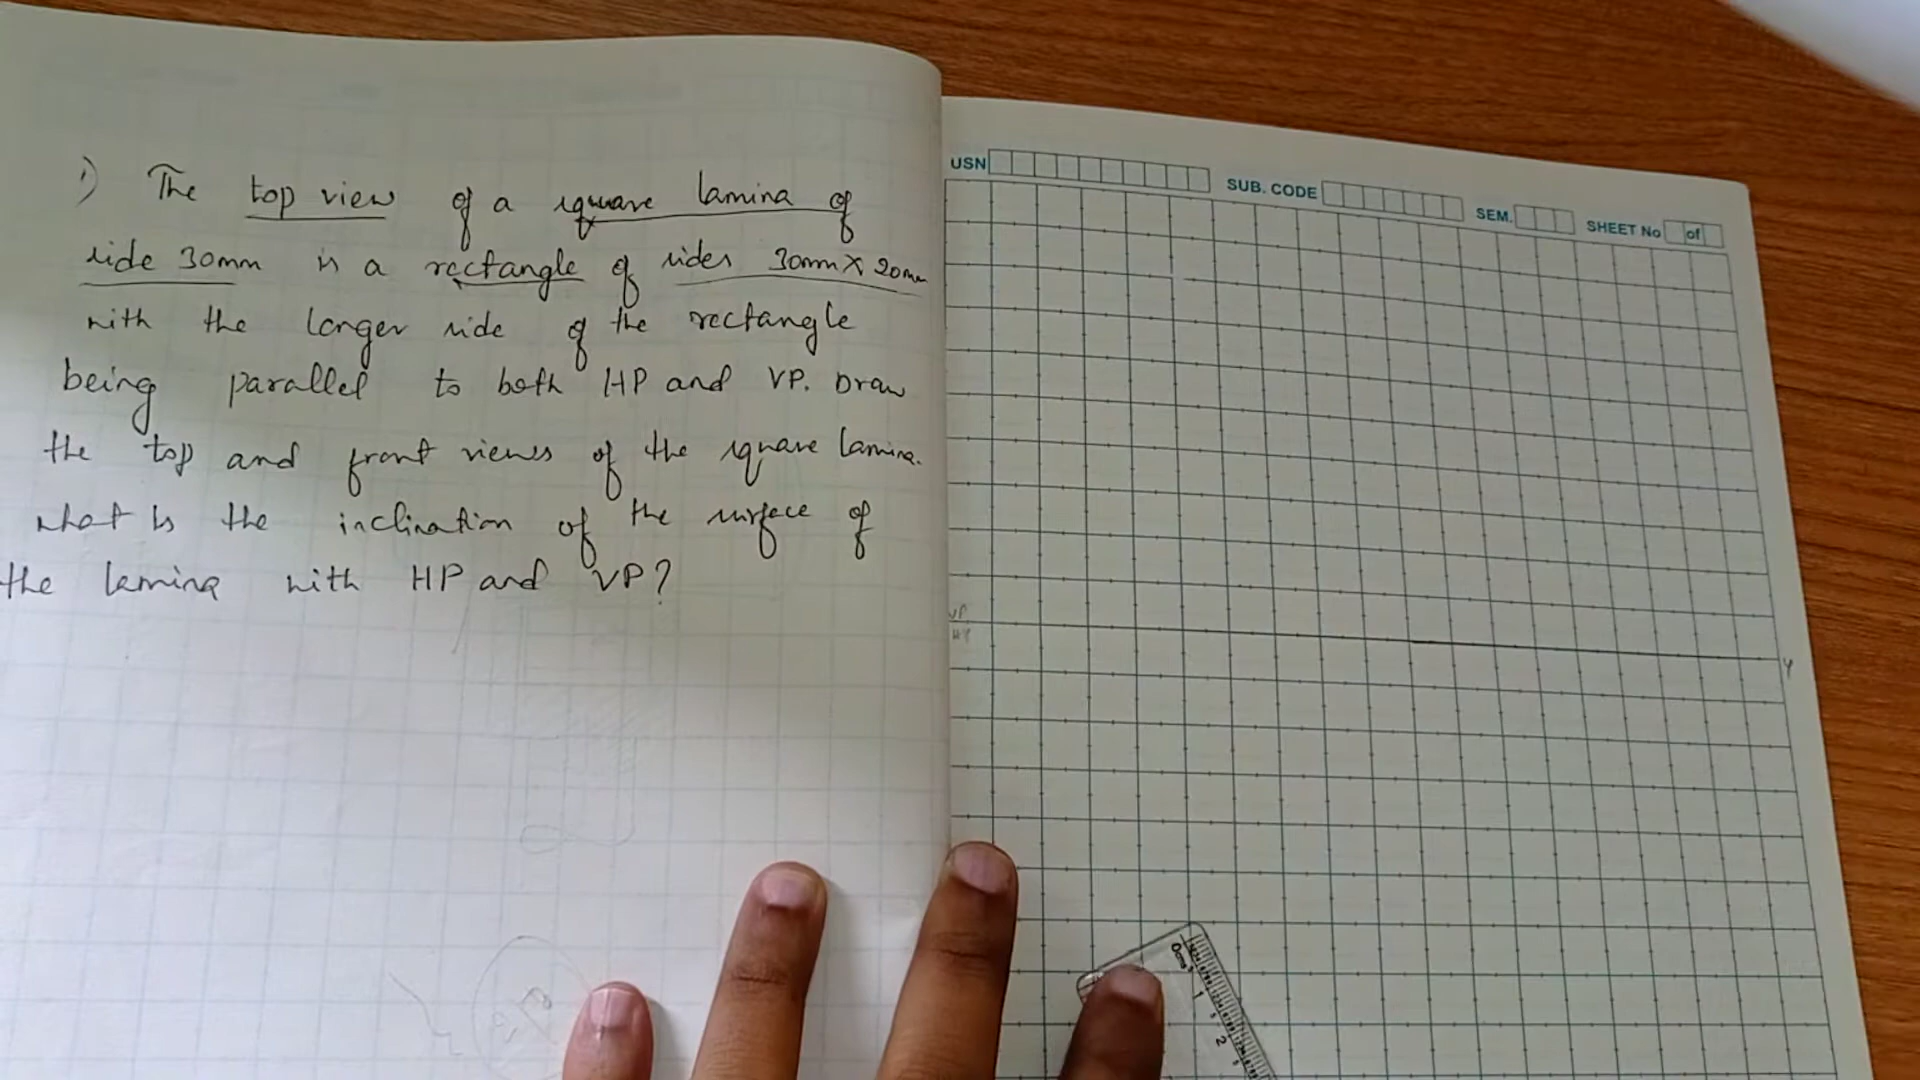 1) The top view of a square lamina of
side 30mm is a rectangle of sides 30mm X 20mm
with the longer side of the rectangle
being parallel to both HP and VP. Draw
the top and front views of the square lamina.
what is the inclination of the surface of
the lamina with HP and VP?
USN
SUB. CODE
SEM.
SHEET No of
VP
HP
Y
0cms
1
2